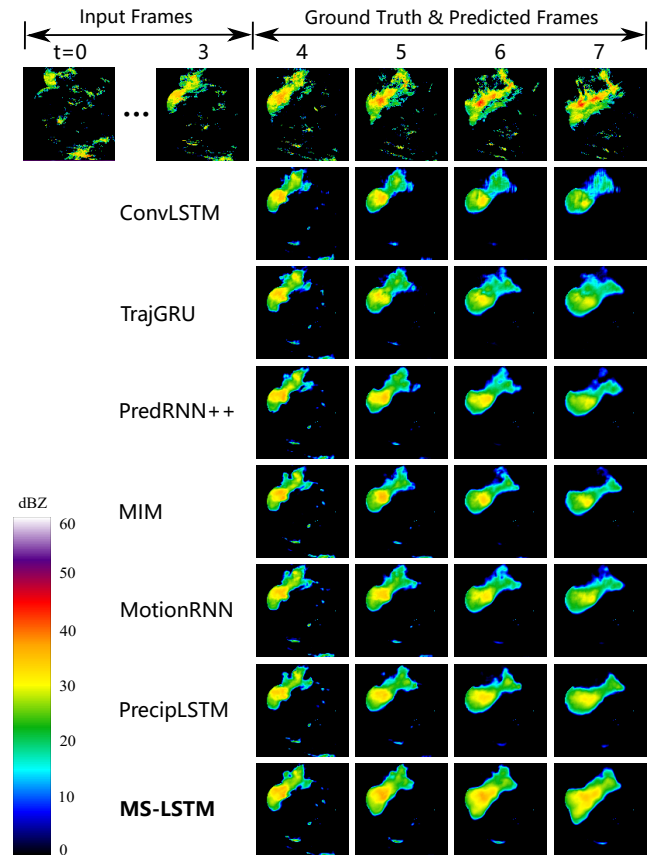 Input Frames
Ground Truth & Predicted Frames
t=0
3
4
5
6
7
...
ConvLSTM
TrajGRU
PredRNN++
MIM
MotionRNN
PrecipLSTM
MS-LSTM
dBZ
60
50
40
30
20
10
0